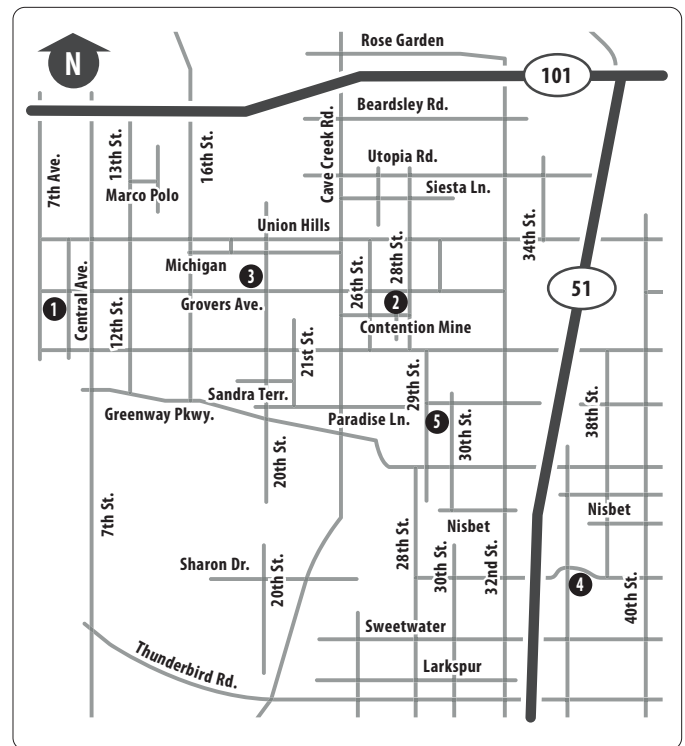 Rose Garden
N
101
Beardsley Rd.
Cave Creek Rd.
7th Ave.
13th St.
16th St.
Utopia Rd.
Marco Polo
Siesta Ln.
34th St.
Union Hills
Michigan
3
26th St.
28th St.
51
1
Central Ave.
12th St.
Grovers Ave.
2
Contention Mine
21st St.
29th St.
38th St.
Sandra Terr.
Greenway Pkwy.
Paradise Ln.
5
30th St.
20th St.
7th St.
Nisbet
Nisbet
28th St.
30th St.
32nd St.
Sharon Dr.
20th St.
4
40th St.
Sweetwater
Thunderbird Rd.
Larkspur